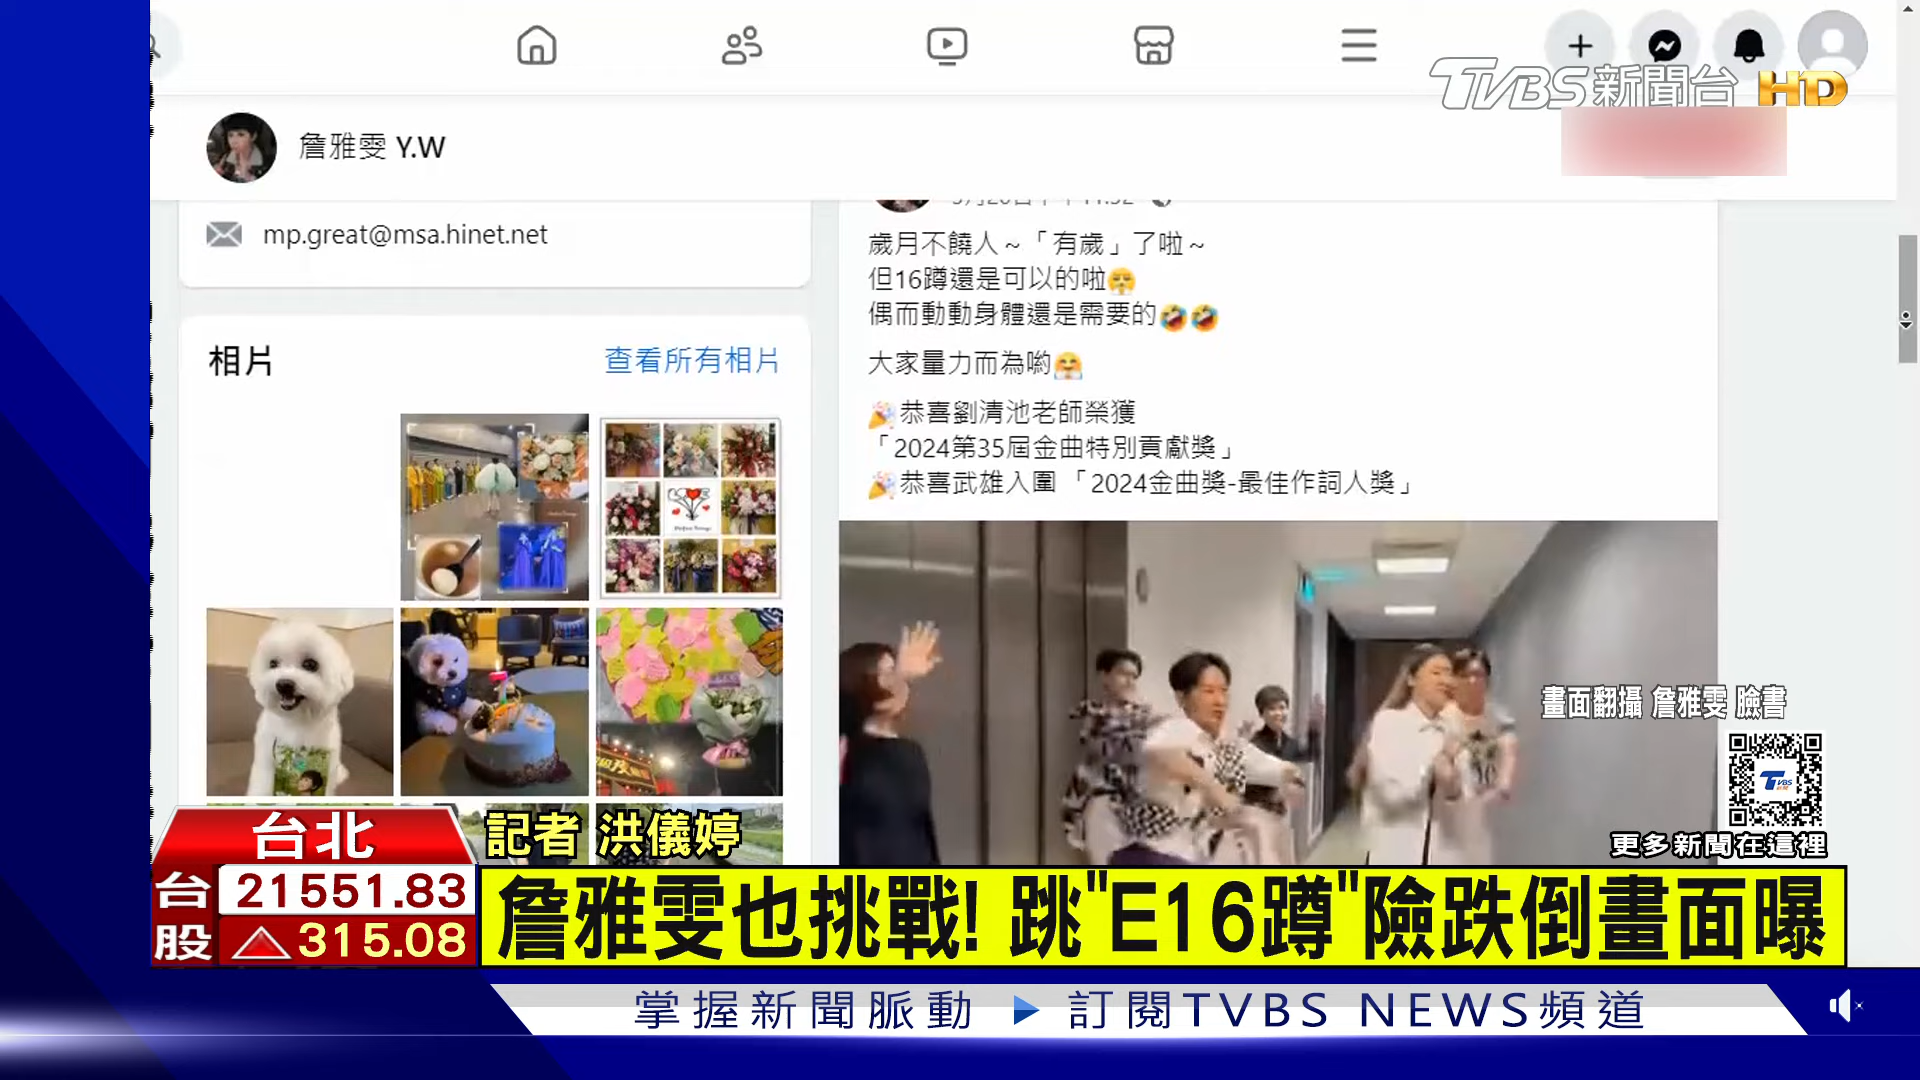 TVBS新聞台 HD
詹雅雯 Y.W
mp.great@msa.hinet.net
相片
查看所有相片
歲月不饒人～「有歲」了啦～
但16蹲還是可以的啦
偶而動動身體還是需要的
大家量力而為喲
恭喜劉清池老師榮獲
「2024第35屆金曲特別貢獻獎」
恭喜武雄入圍「2024金曲獎-最佳作詞人獎」
畫面翻攝 詹雅雯 臉書
TVBS
更多新聞在這裡
台北
台股
21551.83
315.08
記者 洪儀婷
詹雅雯也挑戰! 跳"E16蹲"險跌倒畫面曝
掌握新聞脈動 ▶ 訂閱TVBS NEWS頻道